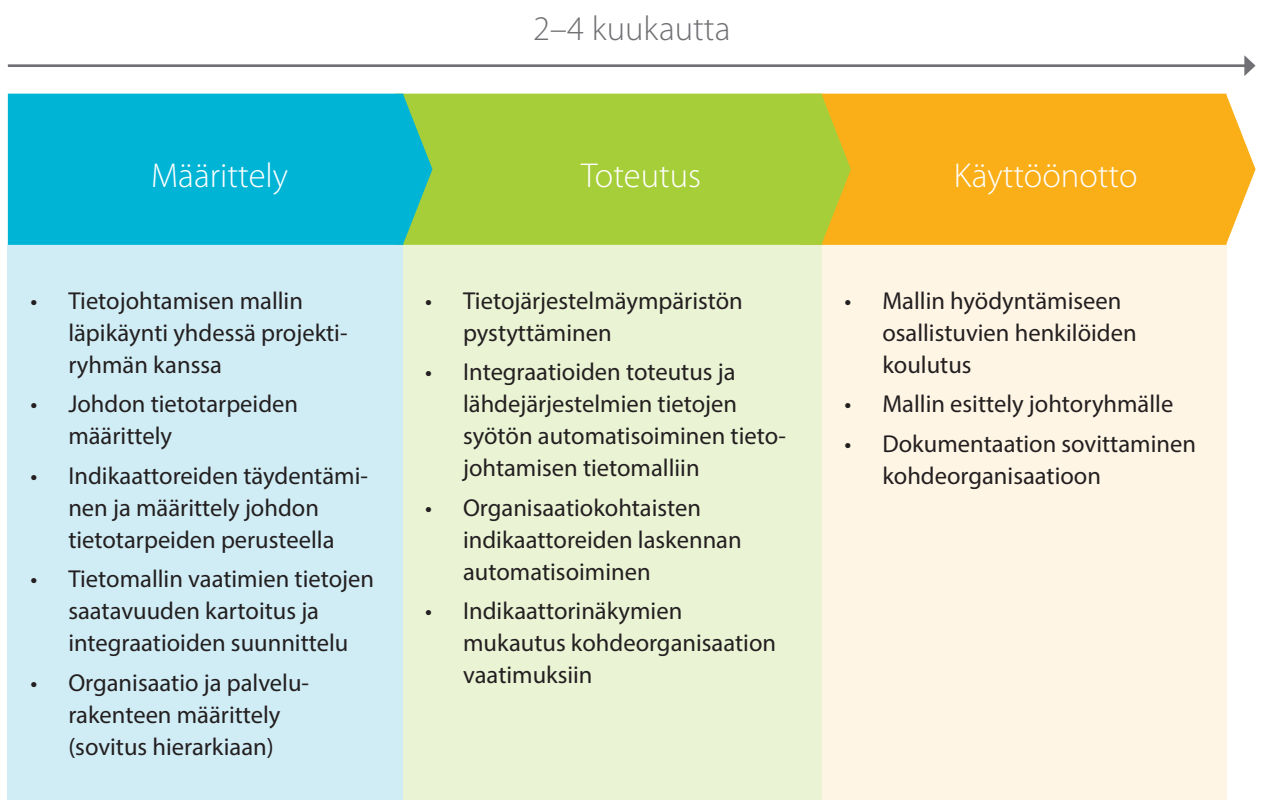 2–4 kuukautta
Määrittely
Toteutus
Käyttöönotto
• Tietojohtamisen mallin
läpikäynti yhdessä projekti-
ryhmän kanssa
• Johdon tietotarpeiden
määrittely
• Indikaattoreiden täydentämi-
nen ja määrittely johdon
tietotarpeiden perusteella
• Tietomallin vaatimien tietojen
saatavuuden kartoitus ja
integraatioiden suunnittelu
• Organisaatio ja palvelu-
rakenteen määrittely
(sovitus hierarkiaan)
• Tietojärjestelmäympäristön
pystyttäminen
• Integraatioiden toteutus ja
lähdejärjestelmien tietojen
syötön automatisoiminen tieto-
johtamisen tietomalliin
• Organisaatiokohtaisten
indikaattoreiden laskennan
automatisoiminen
• Indikaattorinäkymien
mukautus kohdeorganisaation
vaatimuksiin
• Mallin hyödyntämiseen
osallistuvien henkilöiden
koulutus
• Mallin esittely johtoryhmälle
• Dokumentaation sovittaminen
kohdeorganisaatioon